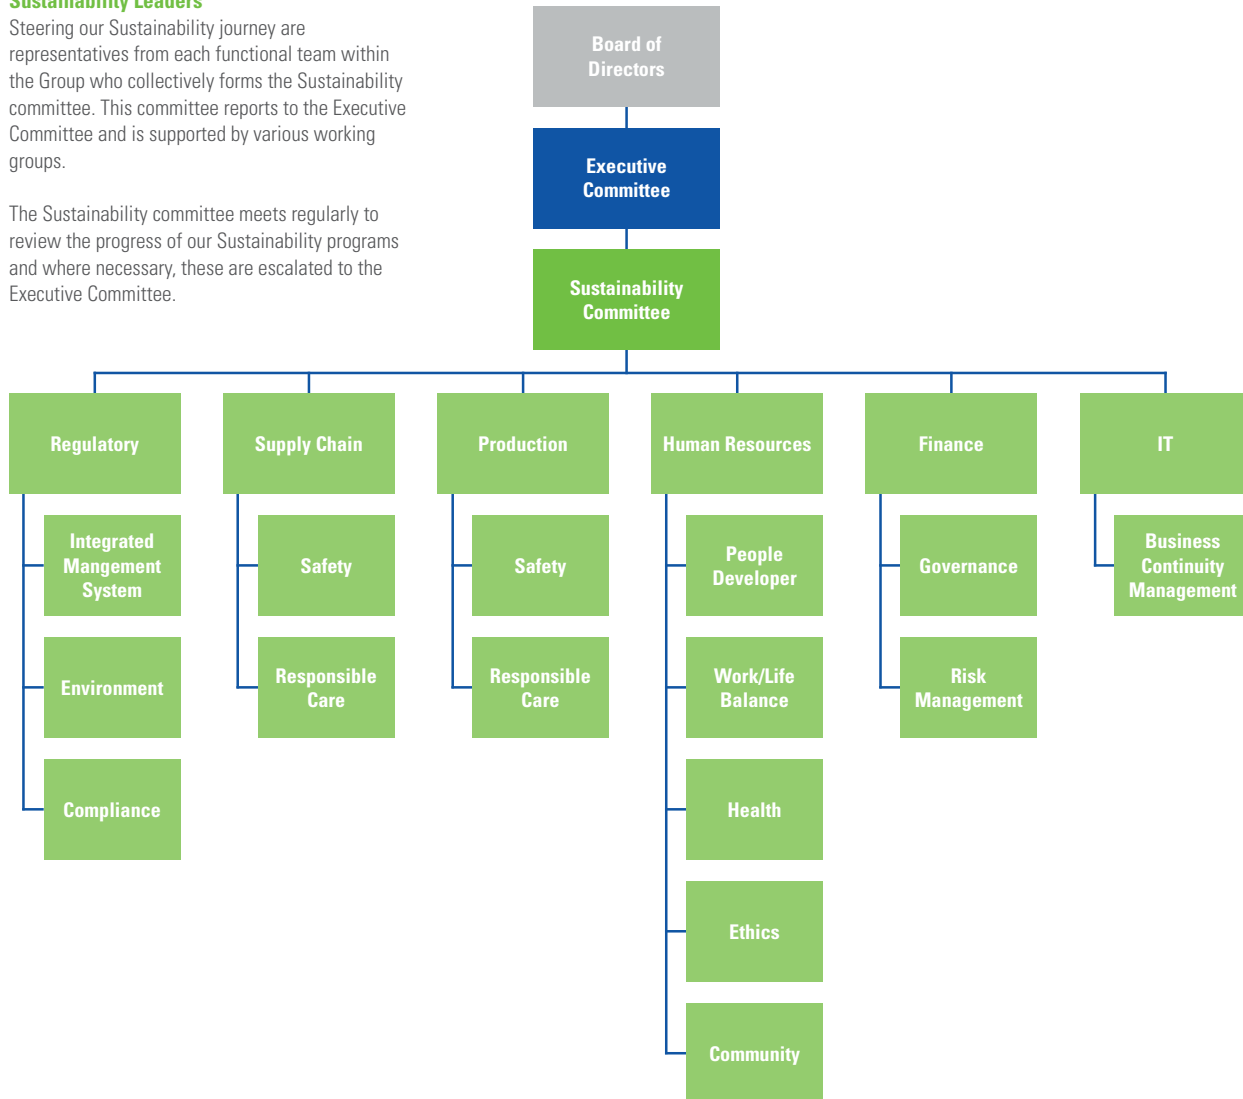 Sustainability Leaders
Steering our Sustainability journey are
representatives from each functional team within
the Group who collectively forms the Sustainability
committee. This committee reports to the Executive
Committee and is supported by various working
groups.
The Sustainability committee meets regularly to
review the progress of our Sustainability programs
and where necessary, these are escalated to the
Executive Committee.
Board of
Directors
Executive
Committee
Sustainability
Committee
Regulatory
Supply Chain
Production
Human Resources
Finance
IT
Integrated
Mangement
System
Environment
Compliance
Safety
Responsible
Care
Safety
Responsible
Care
People
Developer
Work/Life
Balance
Health
Ethics
Community
Governance
Risk
Management
Business
Continuity
Management